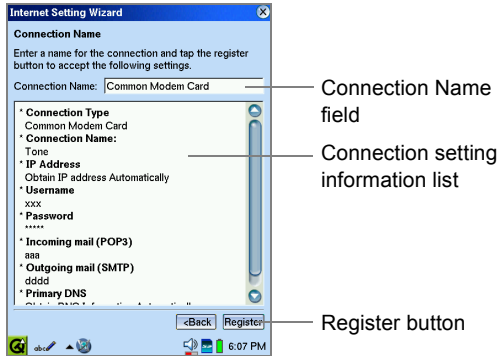 Internet Setting Wizard
Connection Name
Enter a name for the connection and tap the register
button to accept the following settings.
Connection Name: Common Modem Card
* Connection Type
Common Modem Card
* Connection Name:
Tone
* IP Address
Obtain IP address Automatically
* Username
xxx
* Password
*****
* Incoming mail (POP3)
aaa
* Outgoing mail (SMTP)
dddd
* Primary DNS
<Back Register
abc 6:07 PM
Connection Name
field
Connection setting
information list
Register button